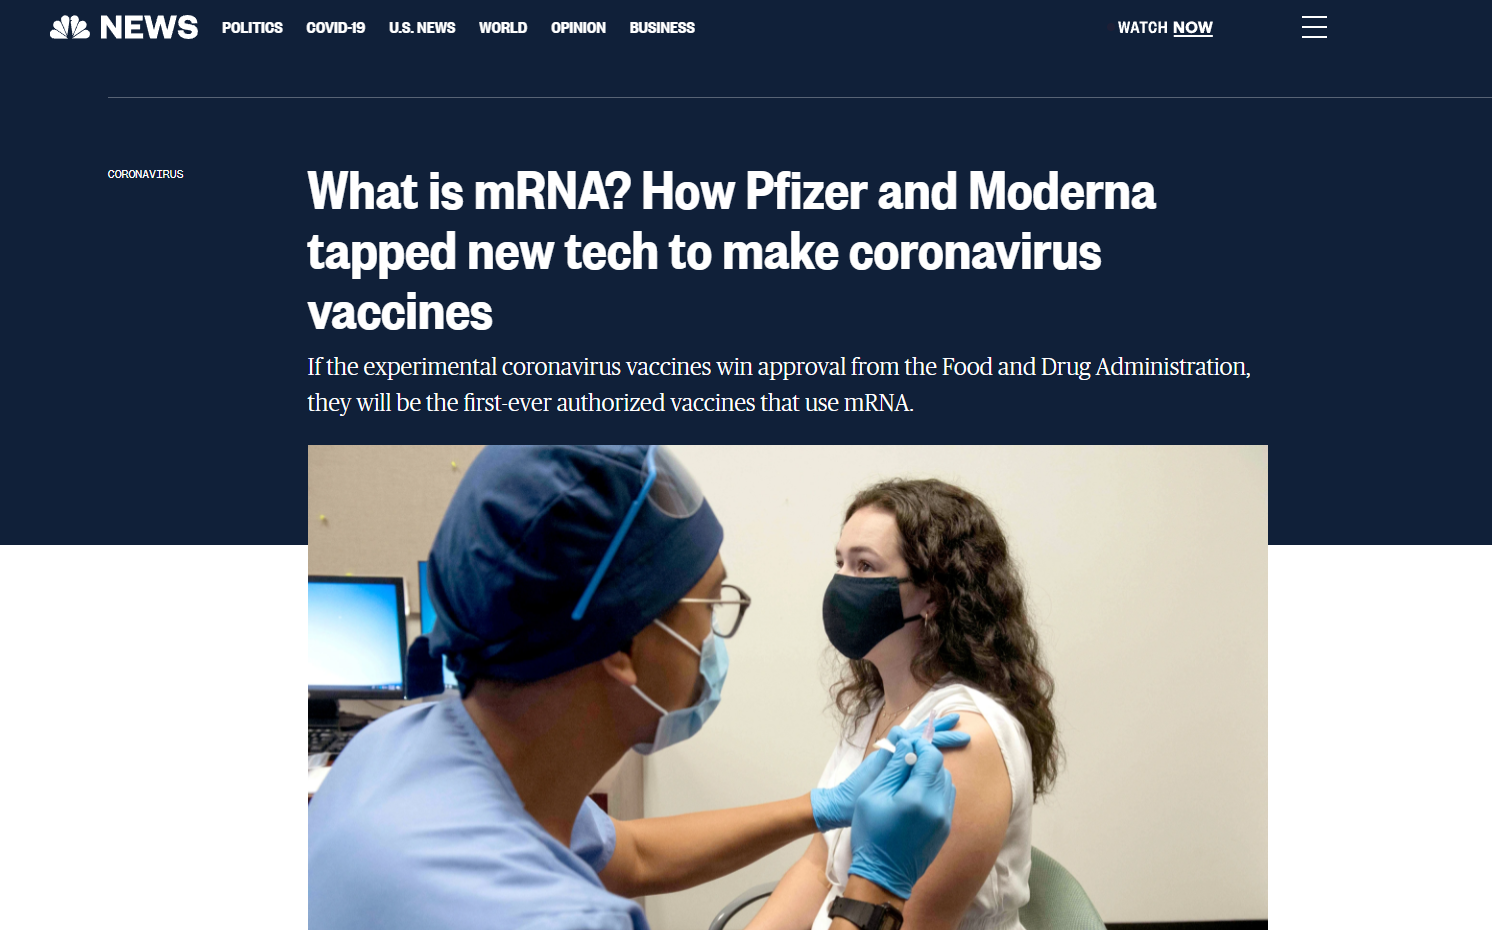 NEWS POLITICS COVID-19 U.S. NEWS WORLD OPINION BUSINESS WATCH NOW
CORONAVIRUS
What is mRNA? How Pfizer and Moderna
tapped new tech to make coronavirus
vaccines
If the experimental coronavirus vaccines win approval from the Food and Drug Administration,
they will be the first-ever authorized vaccines that use mRNA.